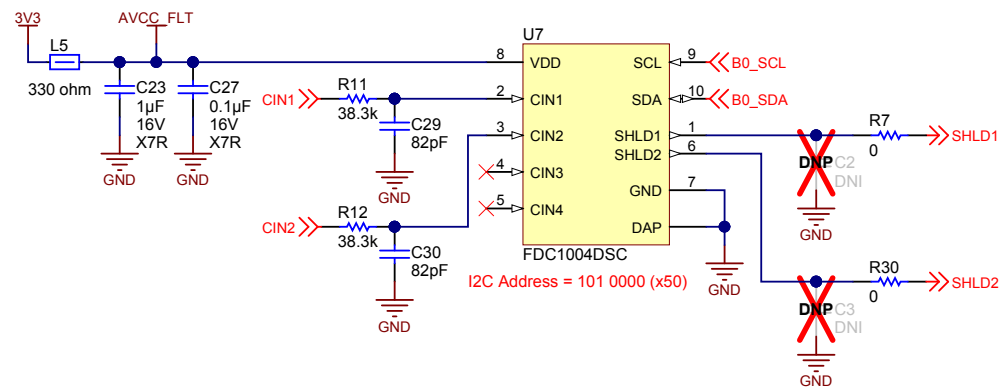 3V3
AVCC_FLT
L5
330 ohm
C23
1µF
16V
X7R
GND
C27
0.1µF
16V
X7R
GND
CIN1
R11
38.3k
C29
82pF
GND
CIN2
R12
38.3k
C30
82pF
GND
U7
8
VDD
2
CIN1
3
CIN2
4
CIN3
5
CIN4
SCL
9
B0_SCL
SDA
10
B0_SDA
SHLD1
1
SHLD2
6
GND
7
DAP
FDC1004DSC
I2C Address = 101 0000 (x50)
GND
R7
0
SHLD1
DNP C2
DNI
GND
R30
0
SHLD2
DNP C3
DNI
GND